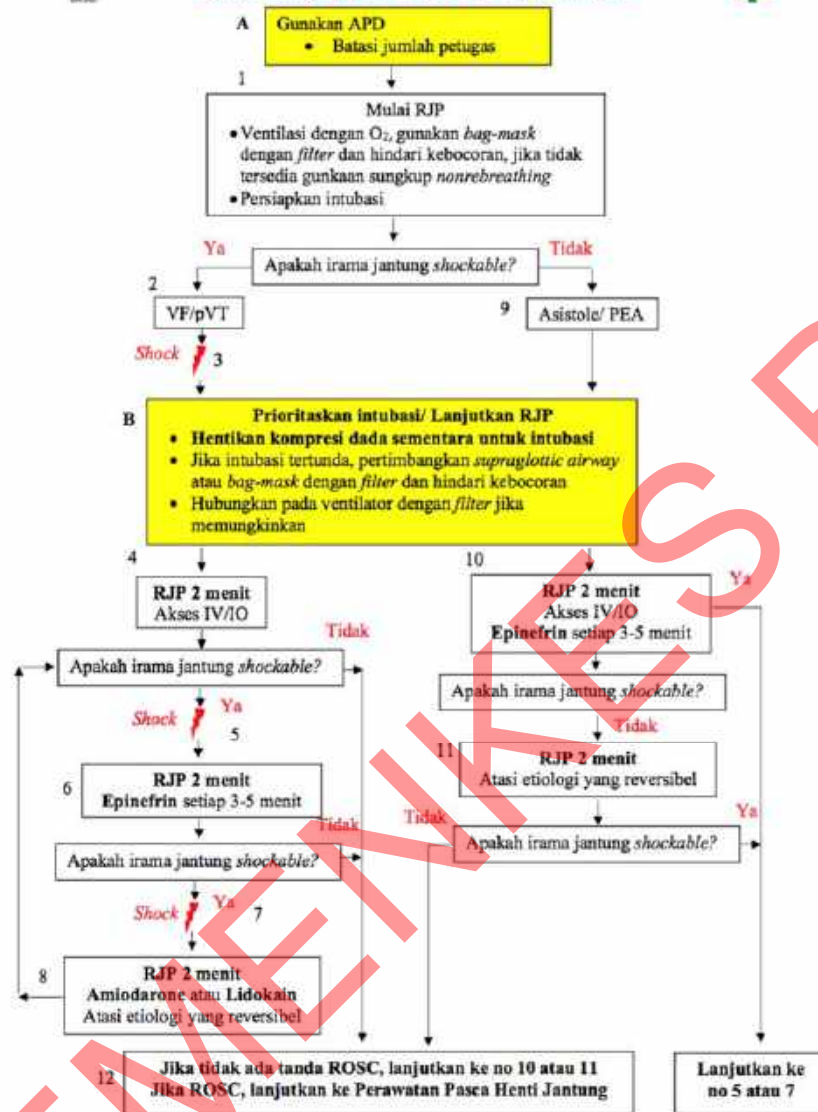 A
Gunakan APD
• Batasi jumlah petugas
1
Mulai RJP
• Ventilasi dengan O₂, gunakan bag-mask
dengan filter dan hindari kebocoran, jika tidak
tersedia gunkaan sungkup nonrebreathing
• Persiapkan intubasi
Ya
Apakah irama jantung shockable?
Tidak
2
VF/pVT
9
Asistole/ PEA
Shock
3
B
Prioritaskan intubasi/ Lanjutkan RJP
• Hentikan kompresi dada sementara untuk intubasi
• Jika intubasi tertunda, pertimbangkan supraglottic airway
atau bag-mask dengan filter dan hindari kebocoran
• Hubungkan pada ventilator dengan filter jika
memungkinkan
4
RJP 2 menit
Akses IV/IO
Tidak
Apakah irama jantung shockable?
Shock
Ya
5
6
RJP 2 menit
Epinefrin setiap 3-5 menit
Tidak
Apakah irama jantung shockable?
Shock
Ya
7
8
RJP 2 menit
Amiodarone atau Lidokain
Atasi etiologi yang reversibel
10
RJP 2 menit
Akses IV/IO
Epinefrin setiap 3-5 menit
Ya
Apakah irama jantung shockable?
Tidak
11
RJP 2 menit
Atasi etiologi yang reversibel
Tidak
Ya
Apakah irama jantung shockable?
12
Jika tidak ada tanda ROSC, lanjutkan ke no 10 atau 11
Jika ROSC, lanjutkan ke Perawatan Pasca Henti Jantung
Lanjutkan ke
no 5 atau 7
MENKES